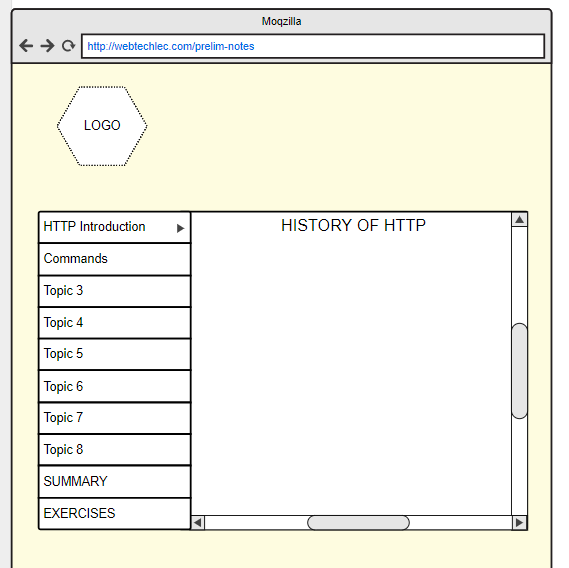 Moqzilla
http://webtechlec.com/prelim-notes
LOGO
HTTP Introduction
Commands
Topic 3
Topic 4
Topic 5
Topic 6
Topic 7
Topic 8
SUMMARY
EXERCISES
HISTORY OF HTTP